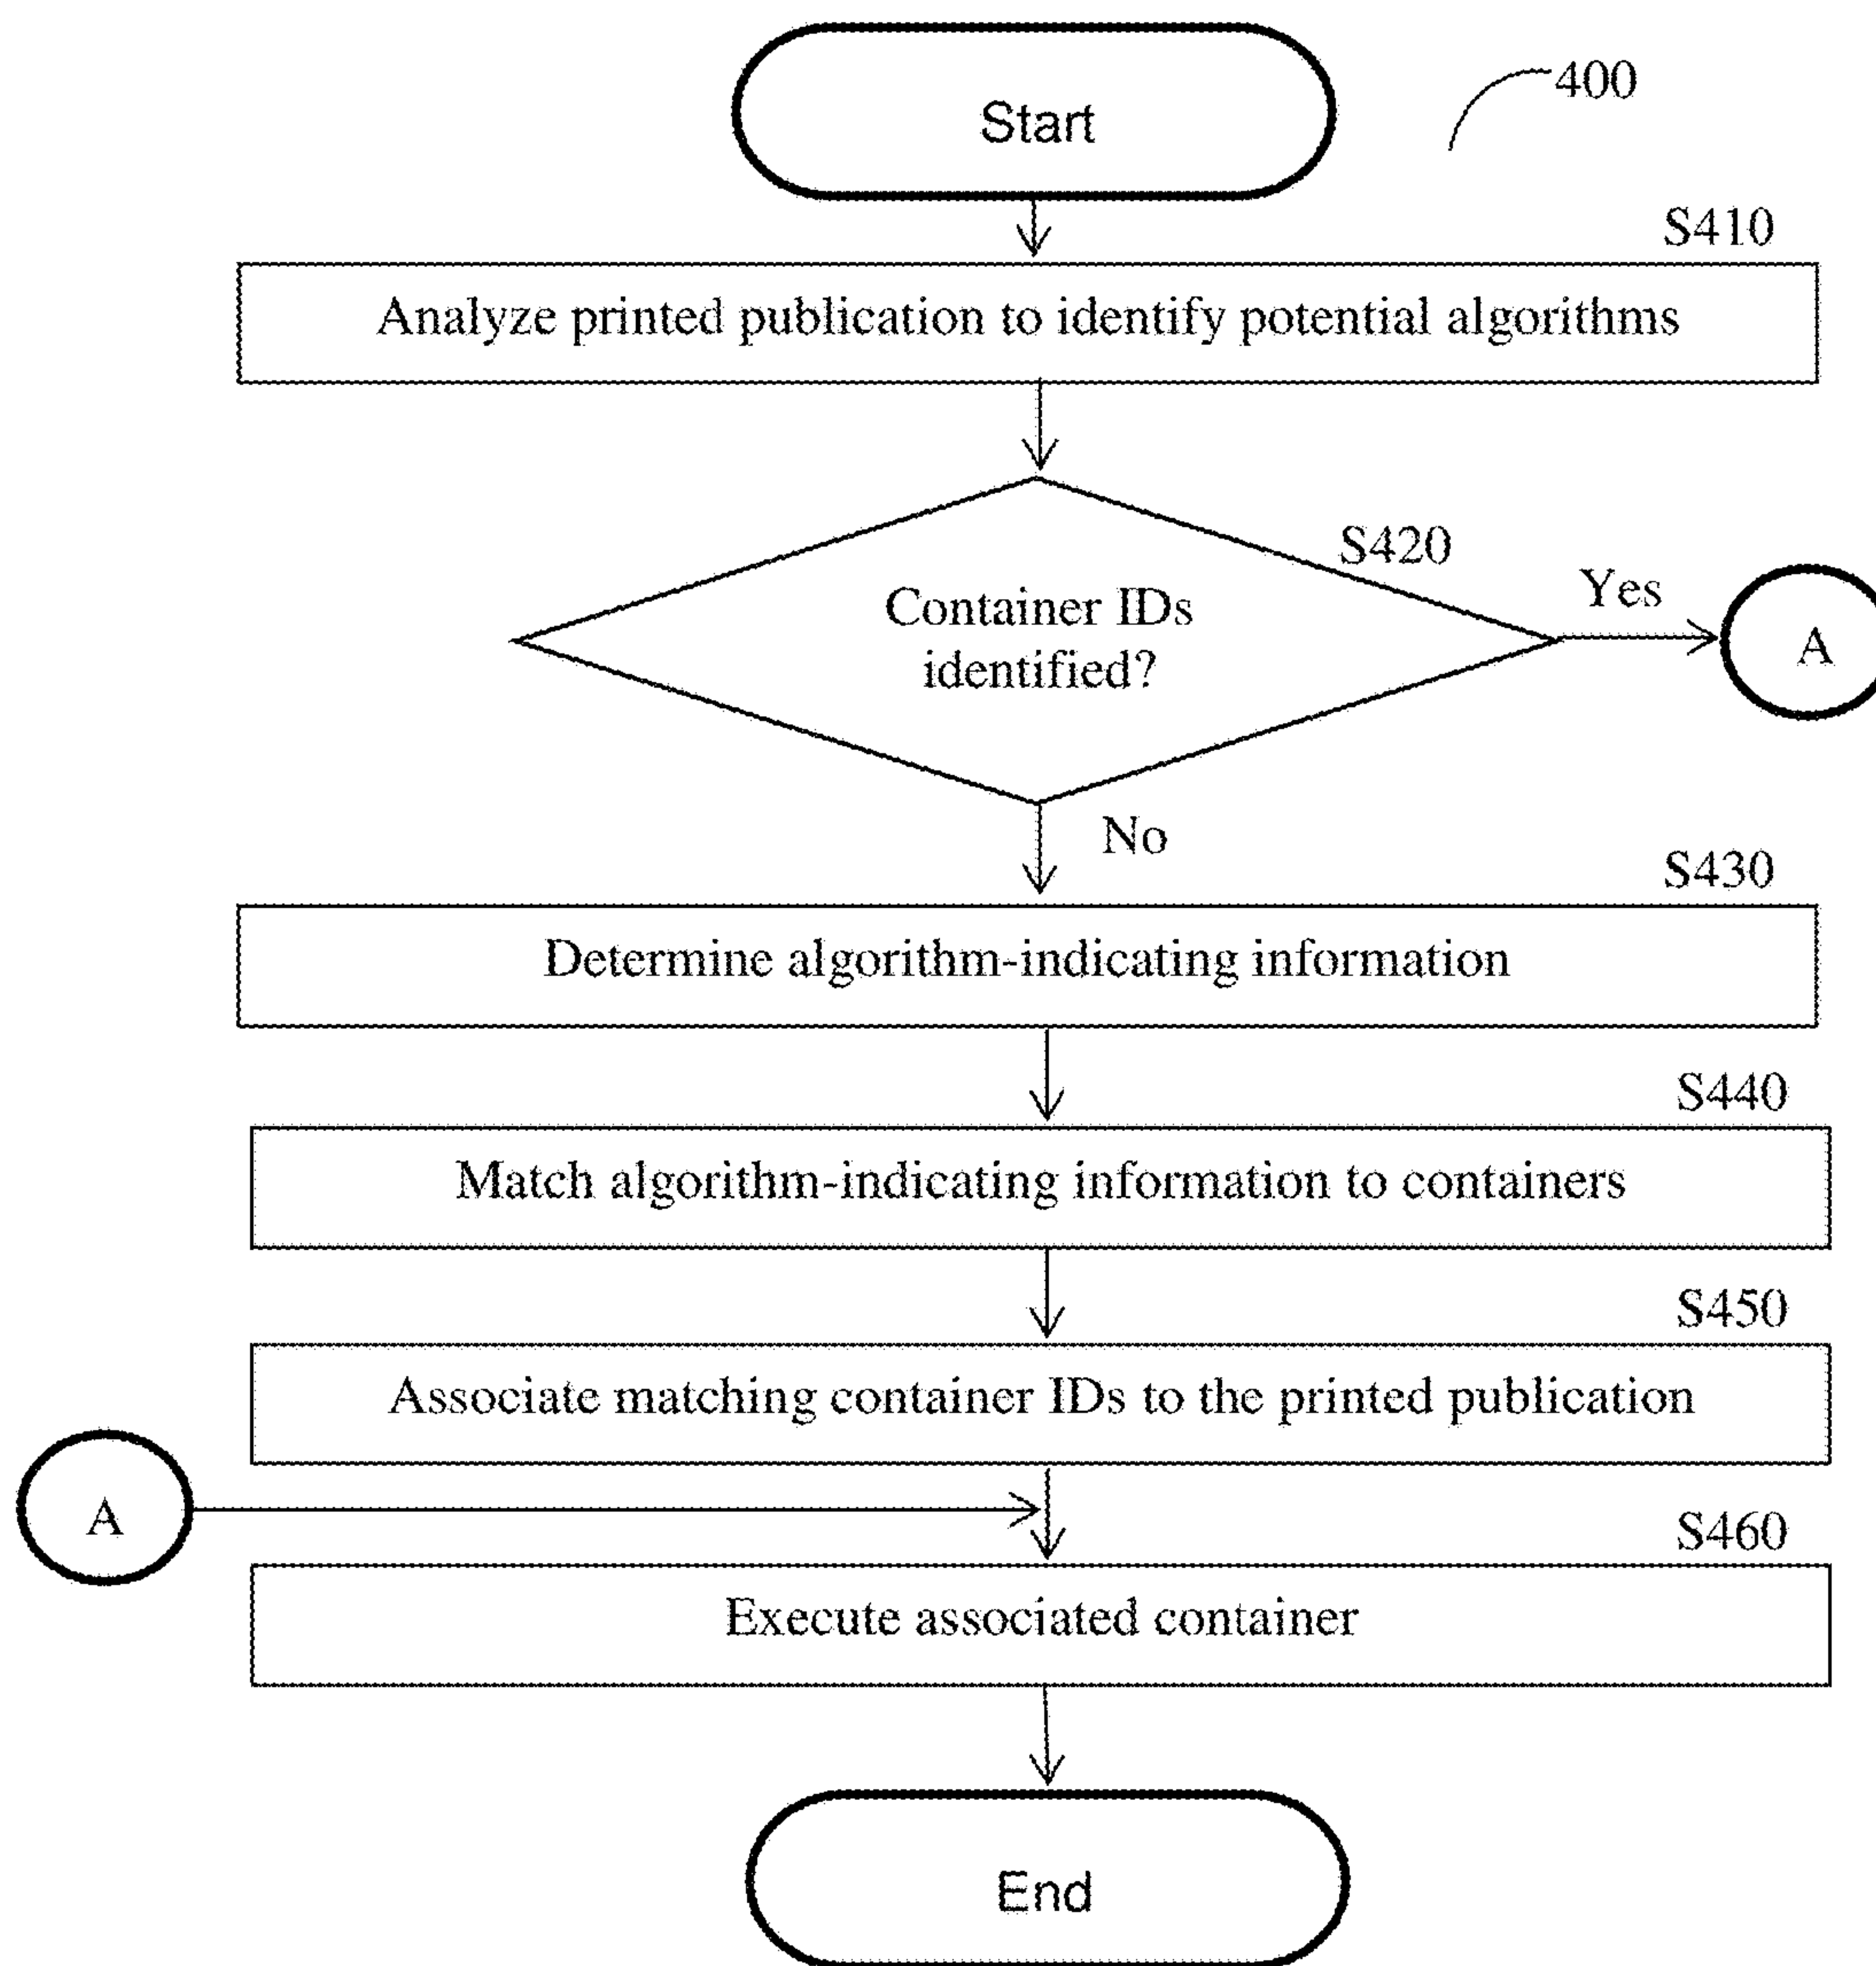 Start
400
S410
Analyze printed publication to identify potential algorithms
S420
Container IDs
identified?
Yes
A
No
S430
Determine algorithm-indicating information
S440
Match algorithm-indicating information to containers
S450
Associate matching container IDs to the printed publication
A
S460
Execute associated container
End